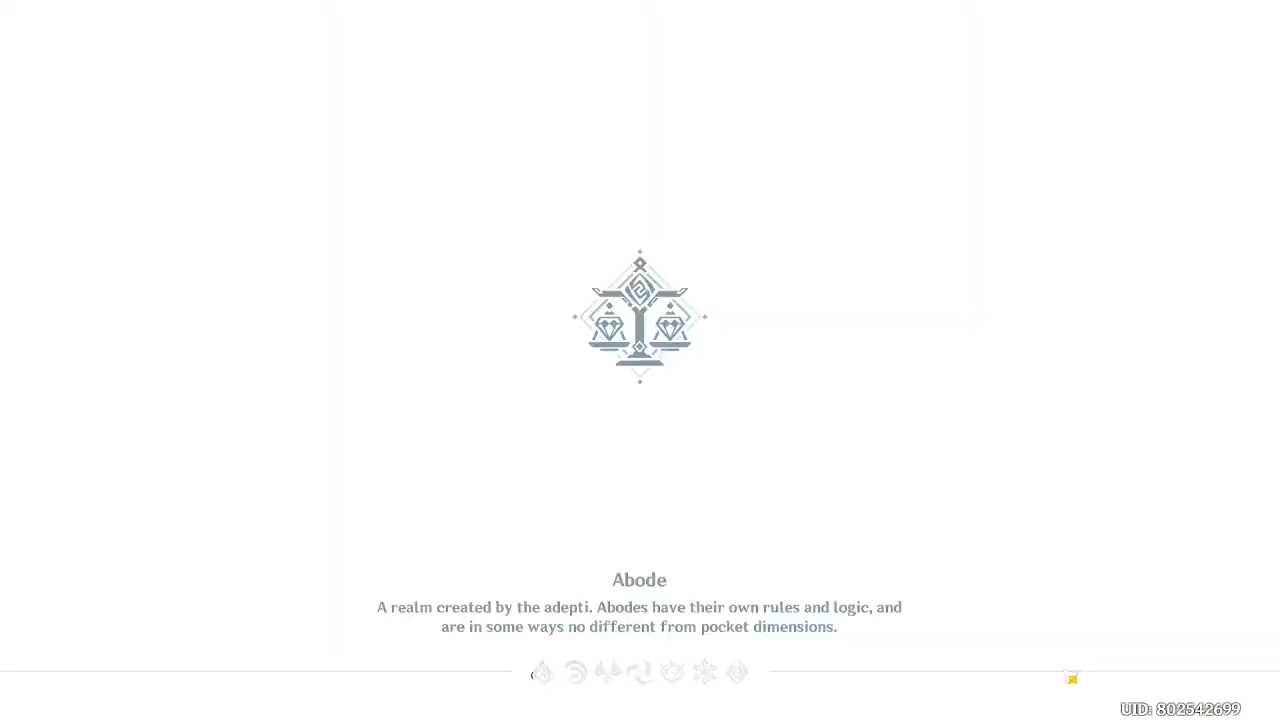 Abode
A realm created by the adepti. Abodes have their own rules and logic, and
are in some ways no different from pocket dimensions.
UID: 802542699